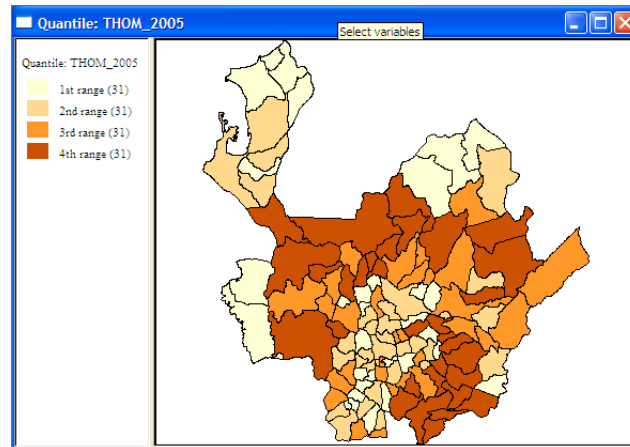 Quantile: THOM_2005
Select variables
Quantile: THOM_2005
1st range (31)
2nd range (31)
3rd range (31)
4th range (31)